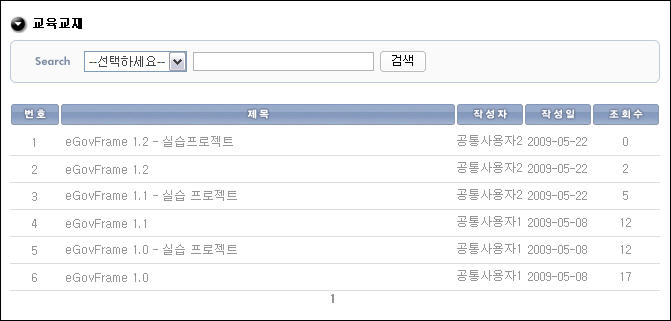 교육교재
Search --선택하세요-- 검색
번호 제목 작성자 작성일 조회수
1 eGovFrame 1.2 - 실습프로젝트 공통사용자2 2009-05-22 0
2 eGovFrame 1.2 공통사용자2 2009-05-22 2
3 eGovFrame 1.1 - 실습 프로젝트 공통사용자2 2009-05-22 5
4 eGovFrame 1.1 공통사용자1 2009-05-08 12
5 eGovFrame 1.0 - 실습 프로젝트 공통사용자1 2009-05-08 12
6 eGovFrame 1.0 공통사용자1 2009-05-08 17
1